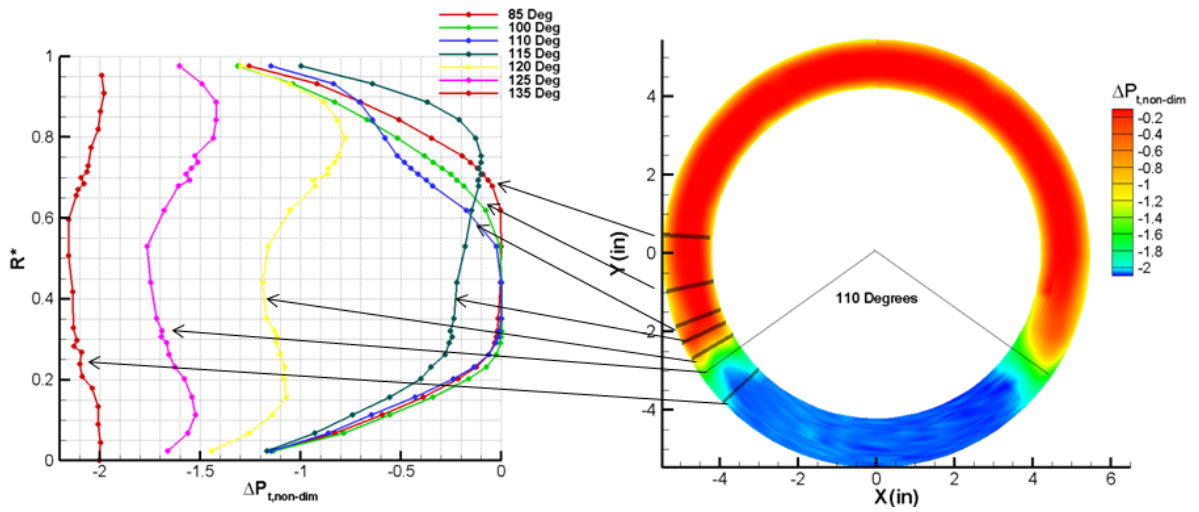 85 Deg
100 Deg
110 Deg
115 Deg
120 Deg
125 Deg
135 Deg
1
0.8
0.6
0.4
0.2
0
R*
-2
-1.5
-1
-0.5
0
ΔPt,non-dim
4
2
0
-2
-4
Y(in)
110 Degrees
-4
-2
0
2
4
6
X(in)
ΔPt,non-dim
-0.2
-0.4
-0.6
-0.8
-1
-1.2
-1.4
-1.6
-1.8
-2